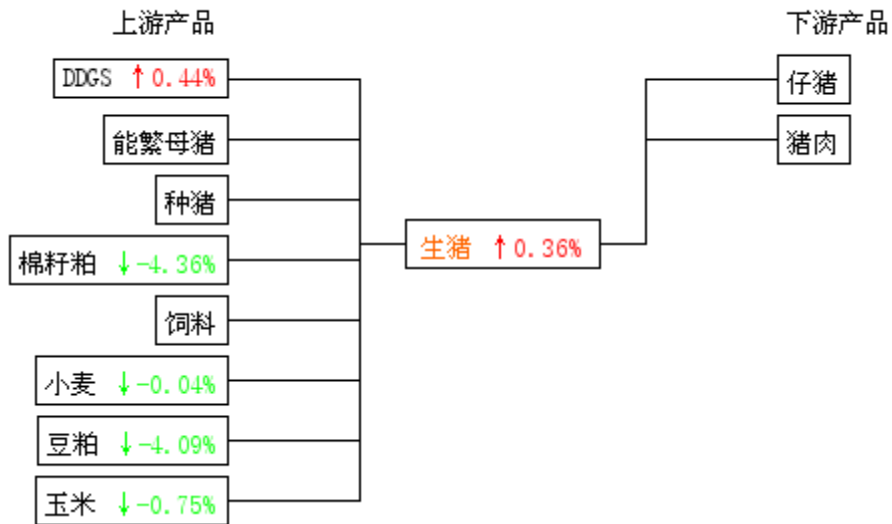 上游产品
下游产品
DDGS ↑0.44%
能繁母猪
种猪
棉籽粕 ↓-4.36%
饲料
小麦 ↓-0.04%
豆粕 ↓-4.09%
玉米 ↓-0.75%
生猪 ↑0.36%
仔猪
猪肉